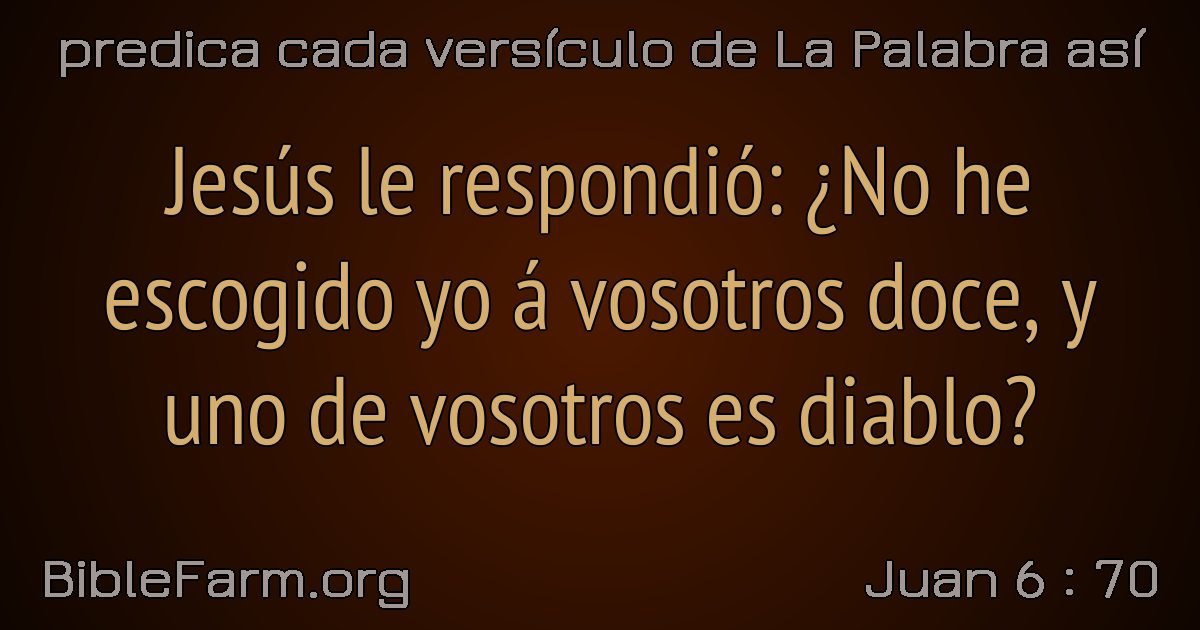 predica cada versículo de La Palabra así
Jesús le respondió: ¿No he
escogido yo á vosotros doce, y
uno de vosotros es diablo?
BibleFarm.org
Juan 6 : 70